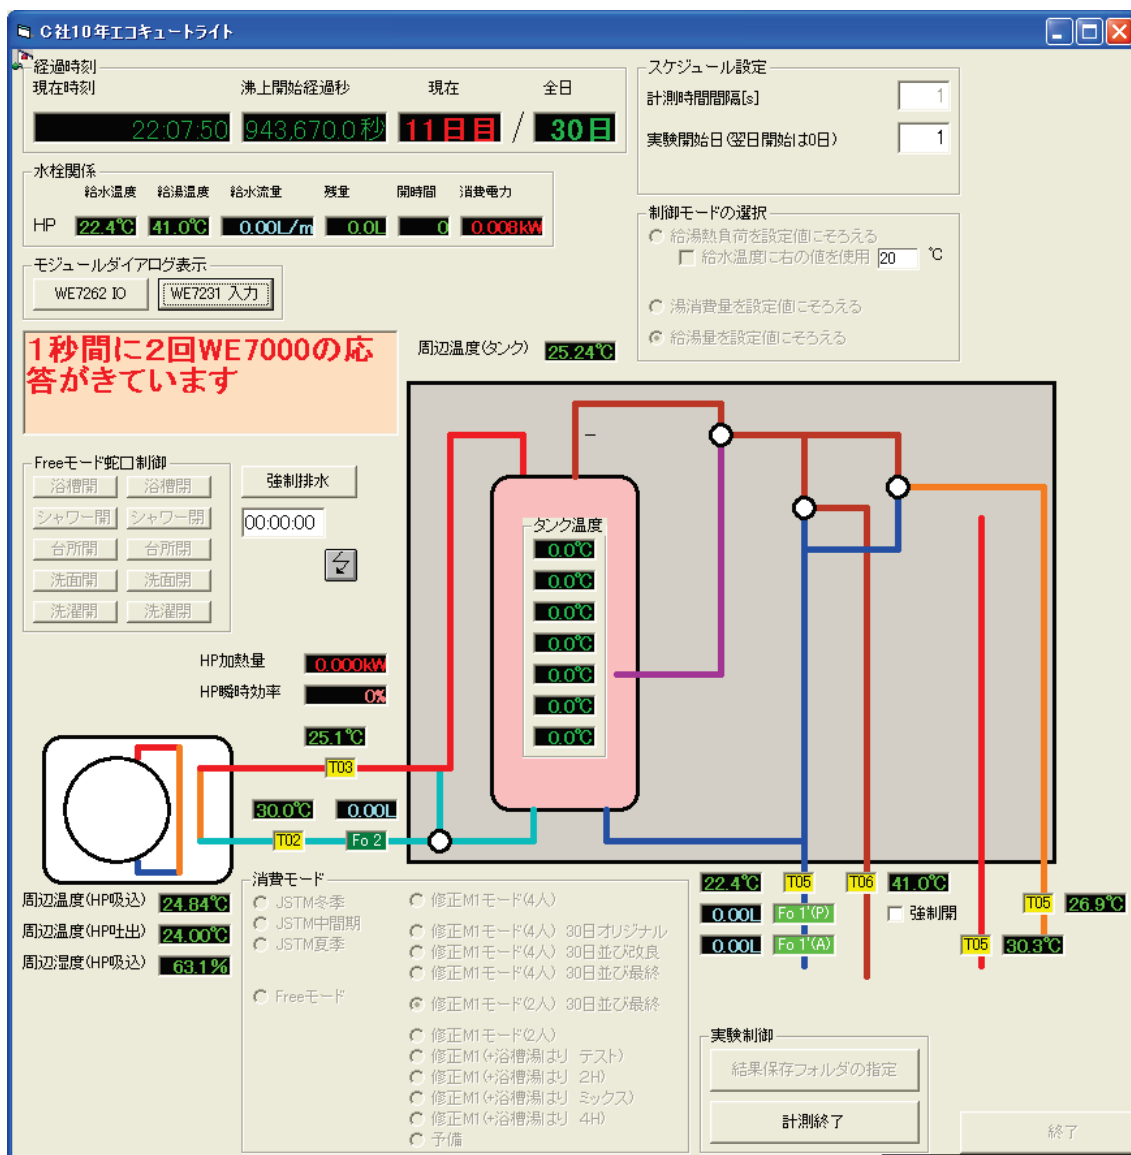 C社10年エコキュートライト
経過時刻
現在時刻 沸上開始経過秒 現在 全日
22:07:50 943,670.0秒 11日目 / 30日
スケジュール設定
計測時間間隔[s] 1
実験開始日(翌日開始は0日) 1
水栓関係
給水温度 給湯温度 給水流量 残量 開時間 消費電力
HP 22.4℃ 41.0℃ 0.00L/m 0.0L 0 0.008kW
制御モードの選択
給湯熱負荷を設定値にそろえる
給水温度に右の値を使用 20 ℃
湯消費量を設定値にそろえる
給湯量を設定値にそろえる
モジュールダイアログ表示
WE7262 IO WE7231 入力
1秒間に2回WE7000の応
答がきています
周辺温度(タンク) 25.24℃
Freeモード蛇口制御
浴槽開 浴槽閉
シャワー開 シャワー閉
台所開 台所閉
洗面開 洗面閉
洗濯開 洗濯閉
強制排水
00:00:00
タンク温度
0.0℃
0.0℃
0.0℃
0.0℃
0.0℃
0.0℃
0.0℃
HP加熱量 0.000kW
HP瞬時効率 0%
25.1℃
T03
30.0℃ 0.00L
T02 Fo 2
周辺温度(HP吸込) 24.84℃
周辺温度(HP吐出) 24.00℃
周辺湿度(HP吸込) 63.1%
消費モード
JSTM冬季
JSTM中間期
JSTM夏季
Freeモード
修正M1モード(4人)
修正M1モード(4人) 30日オリジナル
修正M1モード(4人) 30日並び改良
修正M1モード(4人) 30日並び最終
修正M1モード(2人) 30日並び最終
修正M1モード(2人)
修正M1(+浴槽湯はり テスト)
修正M1(+浴槽湯はり 2H)
修正M1(+浴槽湯はり ミックス)
修正M1(+浴槽湯はり 4H)
予備
22.4℃ T05 T06 41.0℃
0.00L Fo 1'(P) 強制開
0.00L Fo 1'(A)
T05 26.9℃
T05 30.3℃
実験制御
結果保存フォルダの指定
計測終了
終了